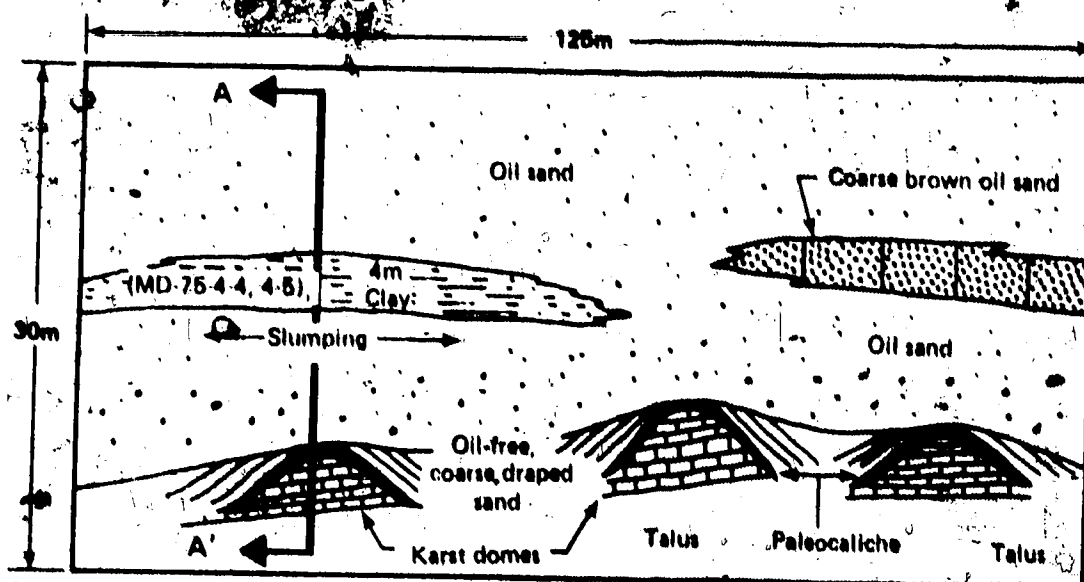 125m
A
Oil sand
Coarse brown oil sand
(MD-75-4-4, 4-5),
4m
Clay
30m
Slumping
Oil sand
Oil-free,
coarse, draped
sand
A'
Karst domes
Talus
Paleocaliche
Talus